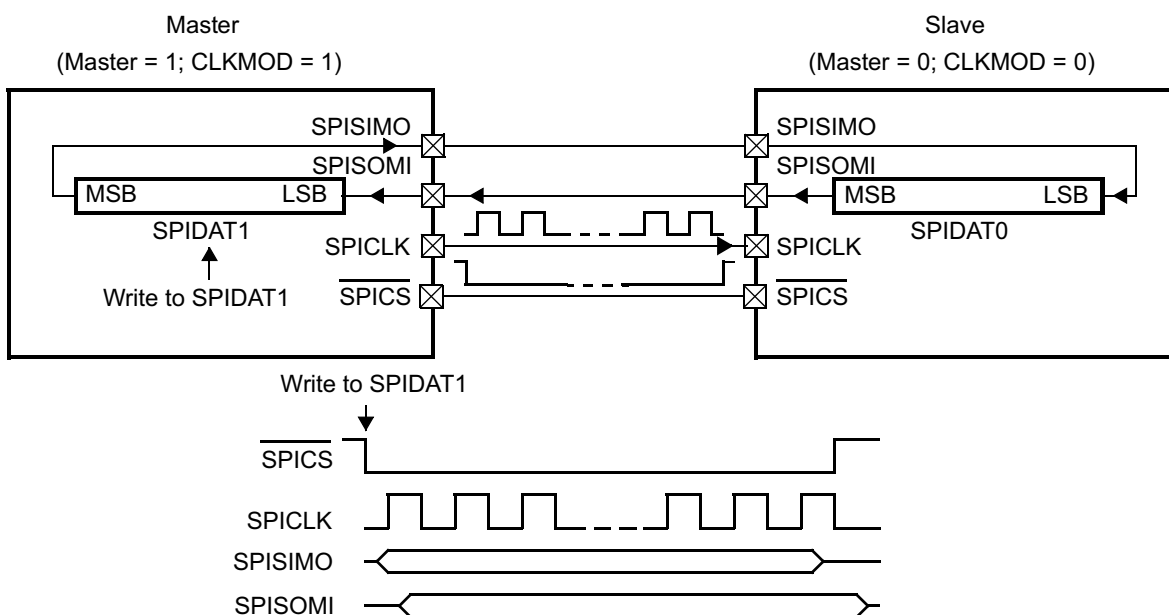 Master
(Master = 1; CLKMOD = 1)
Slave
(Master = 0; CLKMOD = 0)
SPISIMO
SPISIMO
SPISOMI
SPISOMI
MSB LSB
MSB LSB
SPIDAT1
SPIDAT0
SPICLK
SPICLK
Write to SPIDAT1
SPICS
SPICS
Write to SPIDAT1
SPICS
SPICLK
SPISIMO
SPISOMI